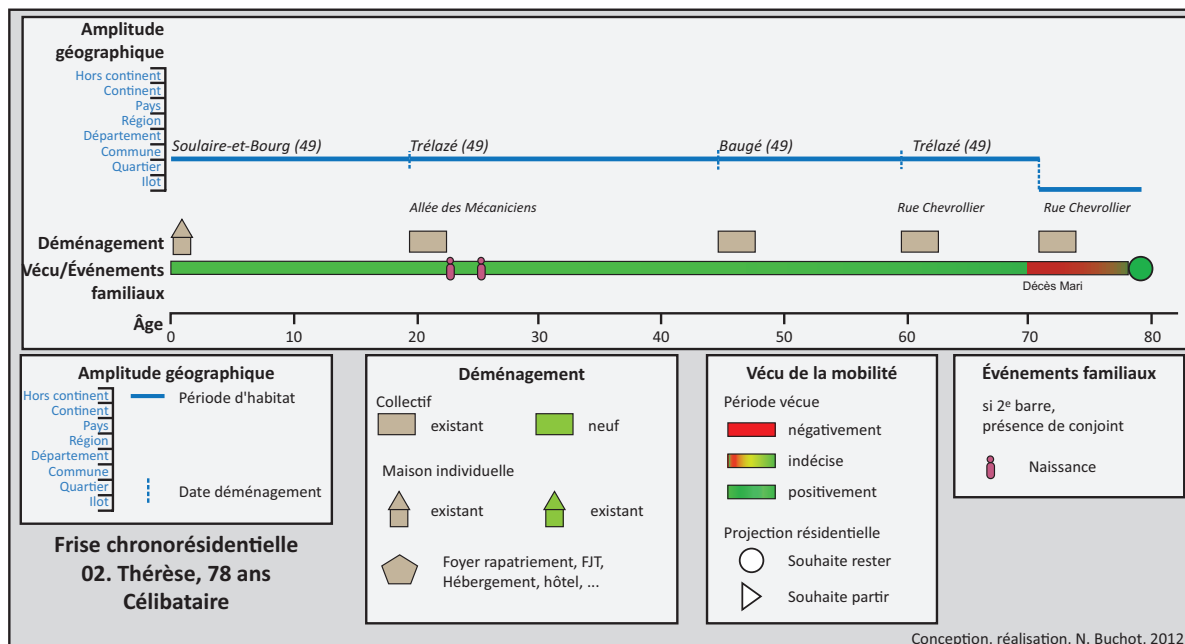 Amplitude
géographique
Hors continent
Continent
Pays
Région
Département
Commune
Quartier
Ilot
Soulaire-et-Bourg (49) Trélazé (49) Baugé (49) Trélazé (49)
Allée des Mécaniciens Rue Chevrollier Rue Chevrollier
Déménagement
Vécu/Événements
familiaux
Décès Mari
Âge
0 10 20 30 40 50 60 70 80
Amplitude géographique
Hors continent
Continent
Pays
Région
Département
Commune
Quartier
Ilot
Période d'habitat
Date déménagement
Frise chronorésidentielle
02. Thérèse, 78 ans
Célibataire
Déménagement
Collectif
existant neuf
Maison individuelle
existant existant
Foyer rapatriement, FJT,
Hébergement, hôtel, ...
Vécu de la mobilité
Période vécue
négativement
indécise
positivement
Projection résidentielle
Souhaite rester
Souhaite partir
Événements familiaux
si 2e barre,
présence de conjoint
Naissance
Conception, réalisation, N. Buchot, 2012